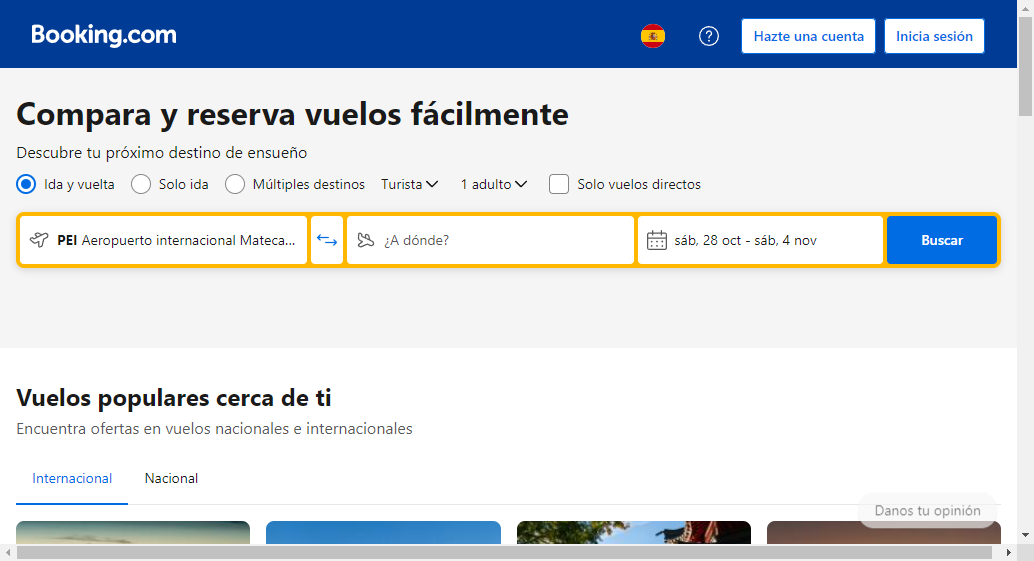 Booking.com
Hazte una cuenta
Inicia sesión
Compara y reserva vuelos fácilmente
Descubre tu próximo destino de ensueño
Ida y vuelta
Solo ida
Múltiples destinos
Turista
1 adulto
Solo vuelos directos
PEI Aeropuerto internacional Mateca...
¿A dónde?
sáb, 28 oct - sáb, 4 nov
Buscar
Vuelos populares cerca de ti
Encuentra ofertas en vuelos nacionales e internacionales
Internacional
Nacional
Danos tu opinión